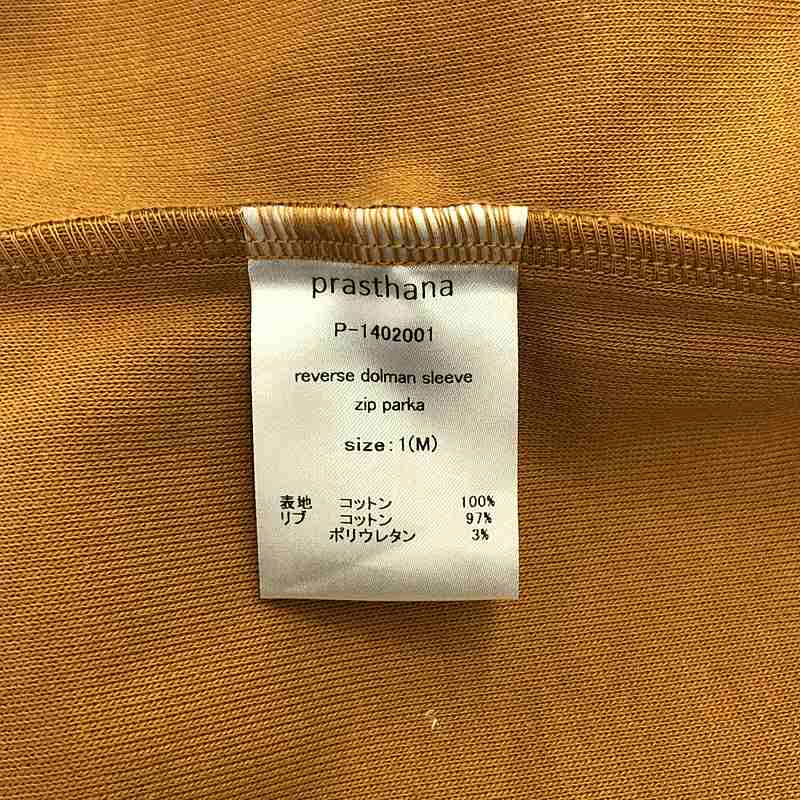 prasthana
P-1402001
reverse dolman sleeve
zip parka
size:1(M)
表地 コットン 100%
リブ コットン 97%
ポリウレタン 3%